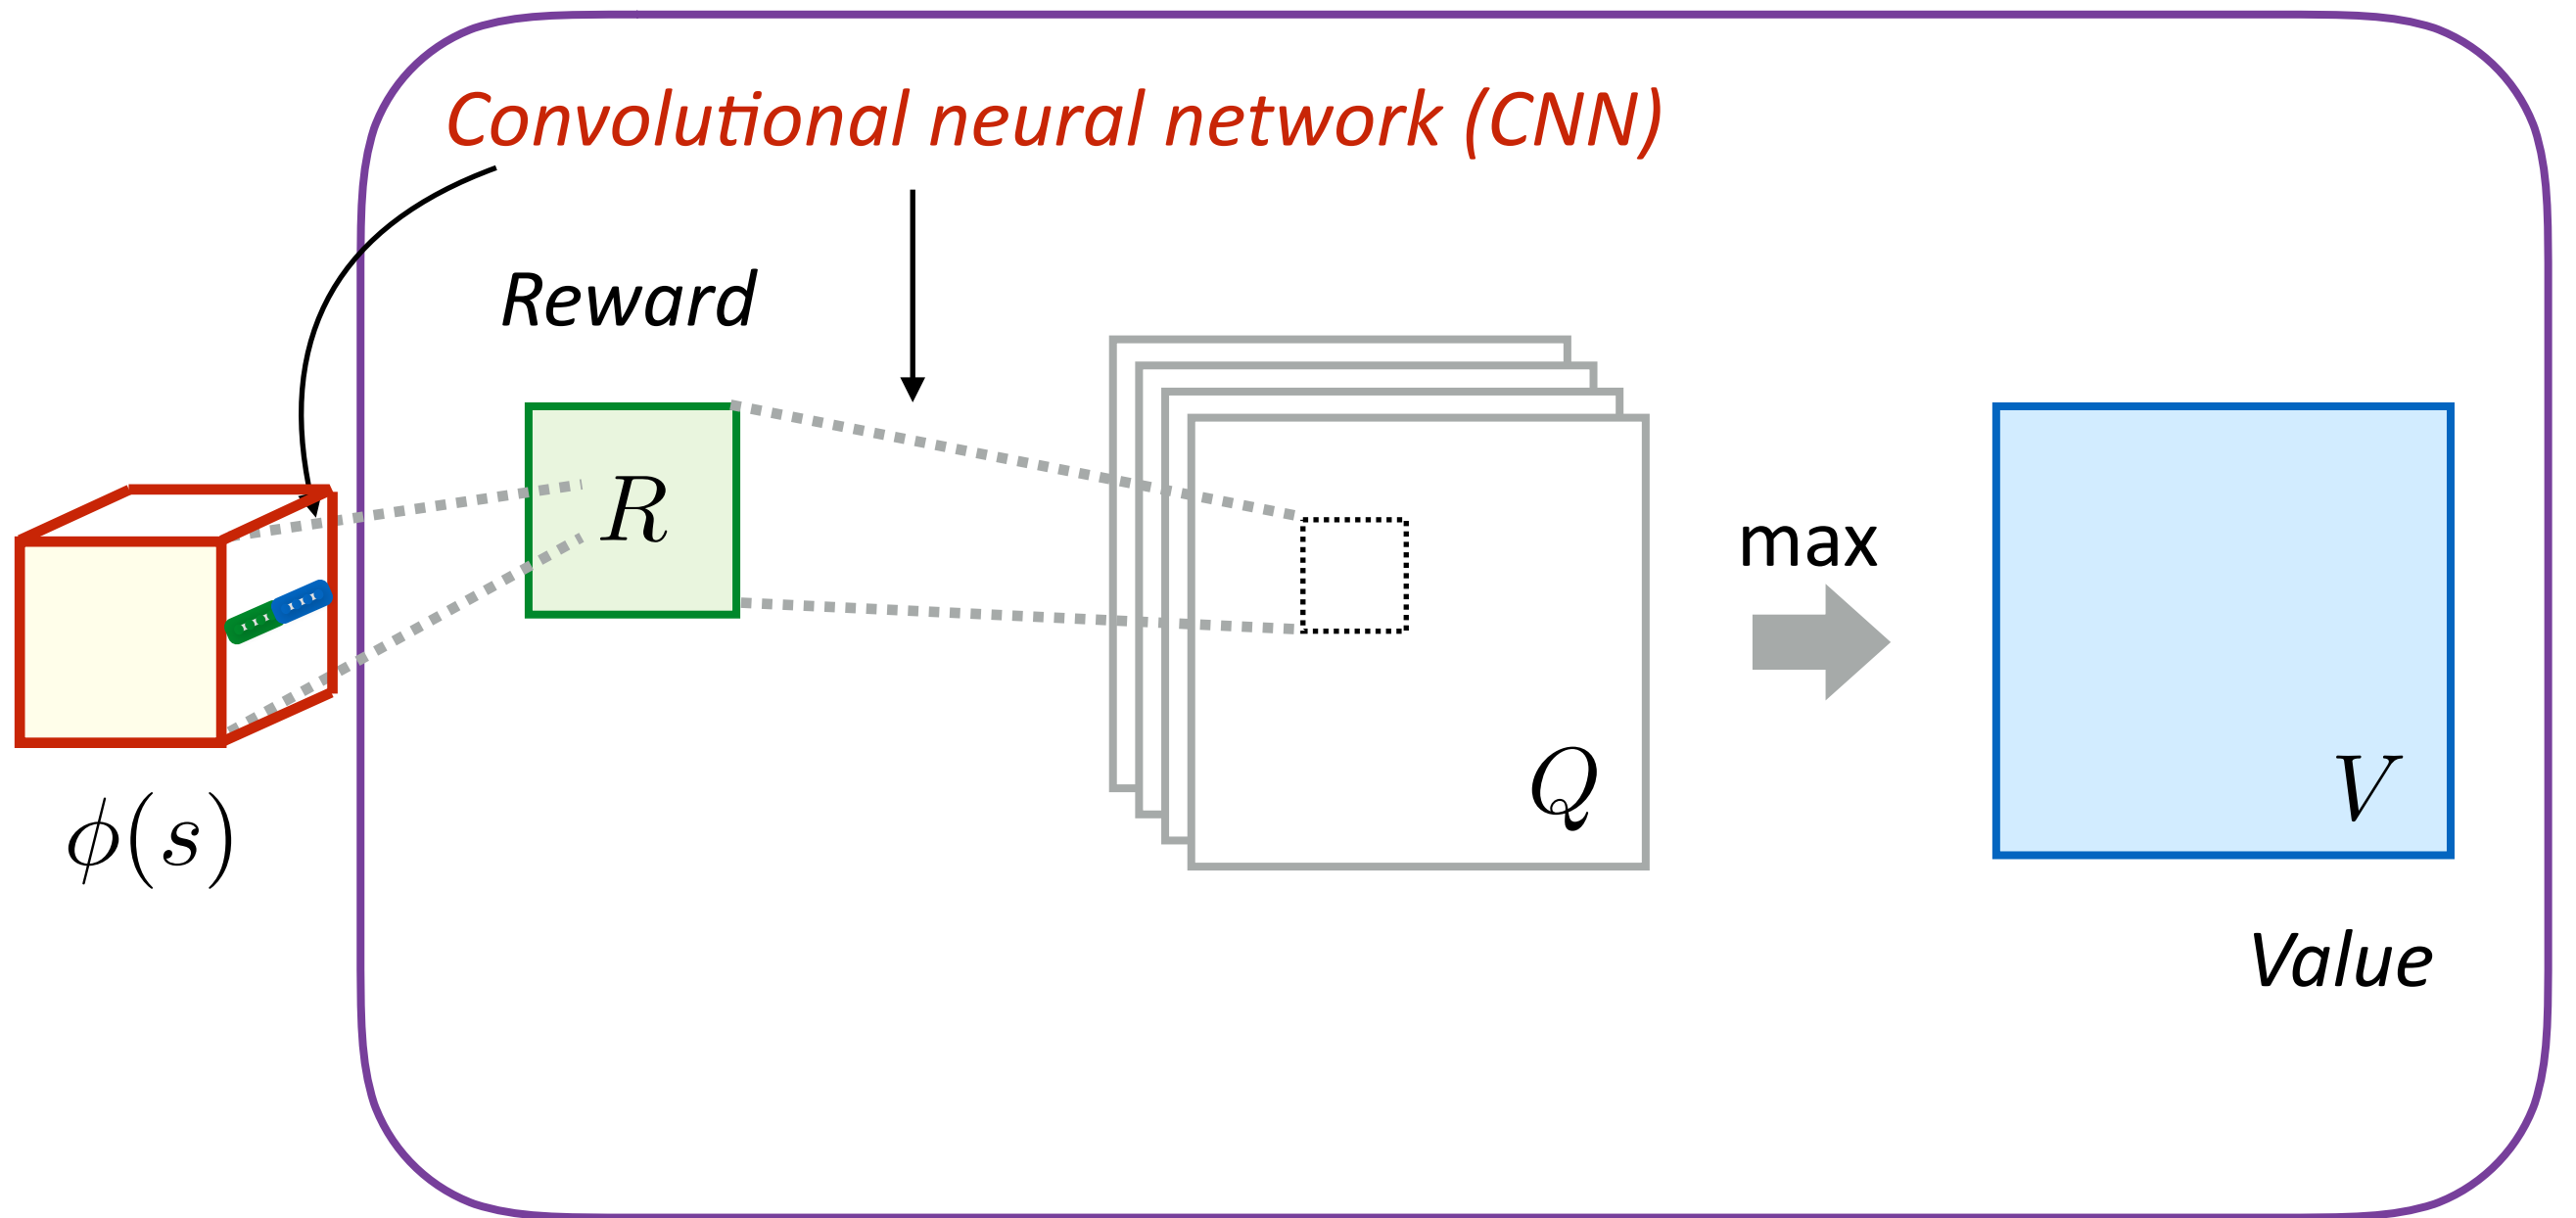 Convolutional neural network (CNN)
Reward
R
max
Q
V
ϕ(s)
Value